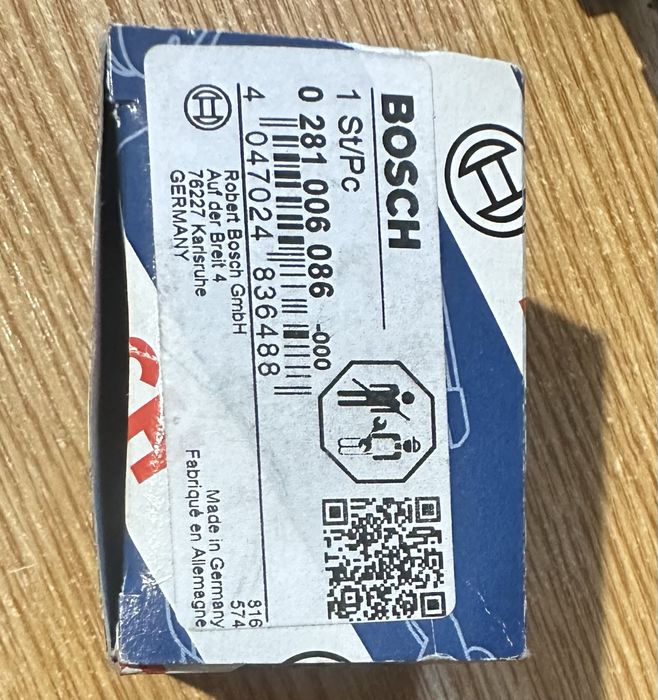 BOSCH
1 St/Pc
0 281 006 086 -000
4 047024 836488
Robert Bosch GmbH
Auf der Breit 4
76227 Karlsruhe
GERMANY
816
574
Made in Germany
Fabriqué en Allemagne